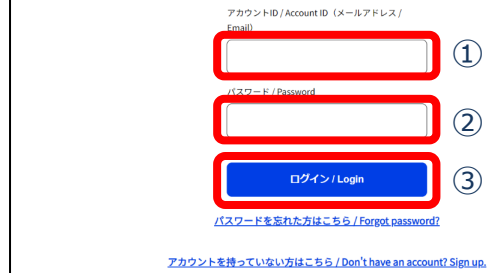 アカウントID / Account ID（メールアドレス /
Email）
①
パスワード / Password
②
ログイン / Login
③
パスワードを忘れた方はこちら / Forgot password?
アカウントを持っていない方はこちら / Don't have an account? Sign up.